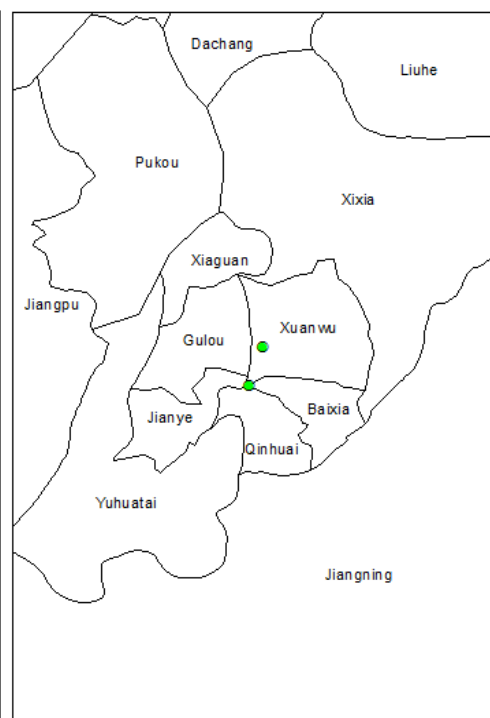 Dachang
Liuhe
Pukou
Xixia
Xiaguan
Jiangpu
Xuanwu
Gulou
Baixia
Jianye
Qinhuai
Yuhuatai
Jiangning